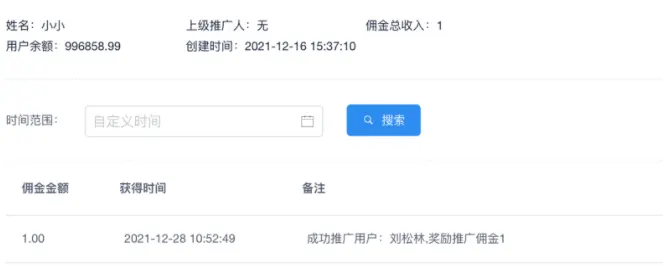 姓名：小小 上级推广人：无 佣金总收入：1
用户余额：996858.99 创建时间：2021-12-16 15:37:10
时间范围： 自定义时间 搜索
佣金金额 获得时间 备注
1.00 2021-12-28 10:52:49 成功推广用户：刘松林,奖励推广佣金1